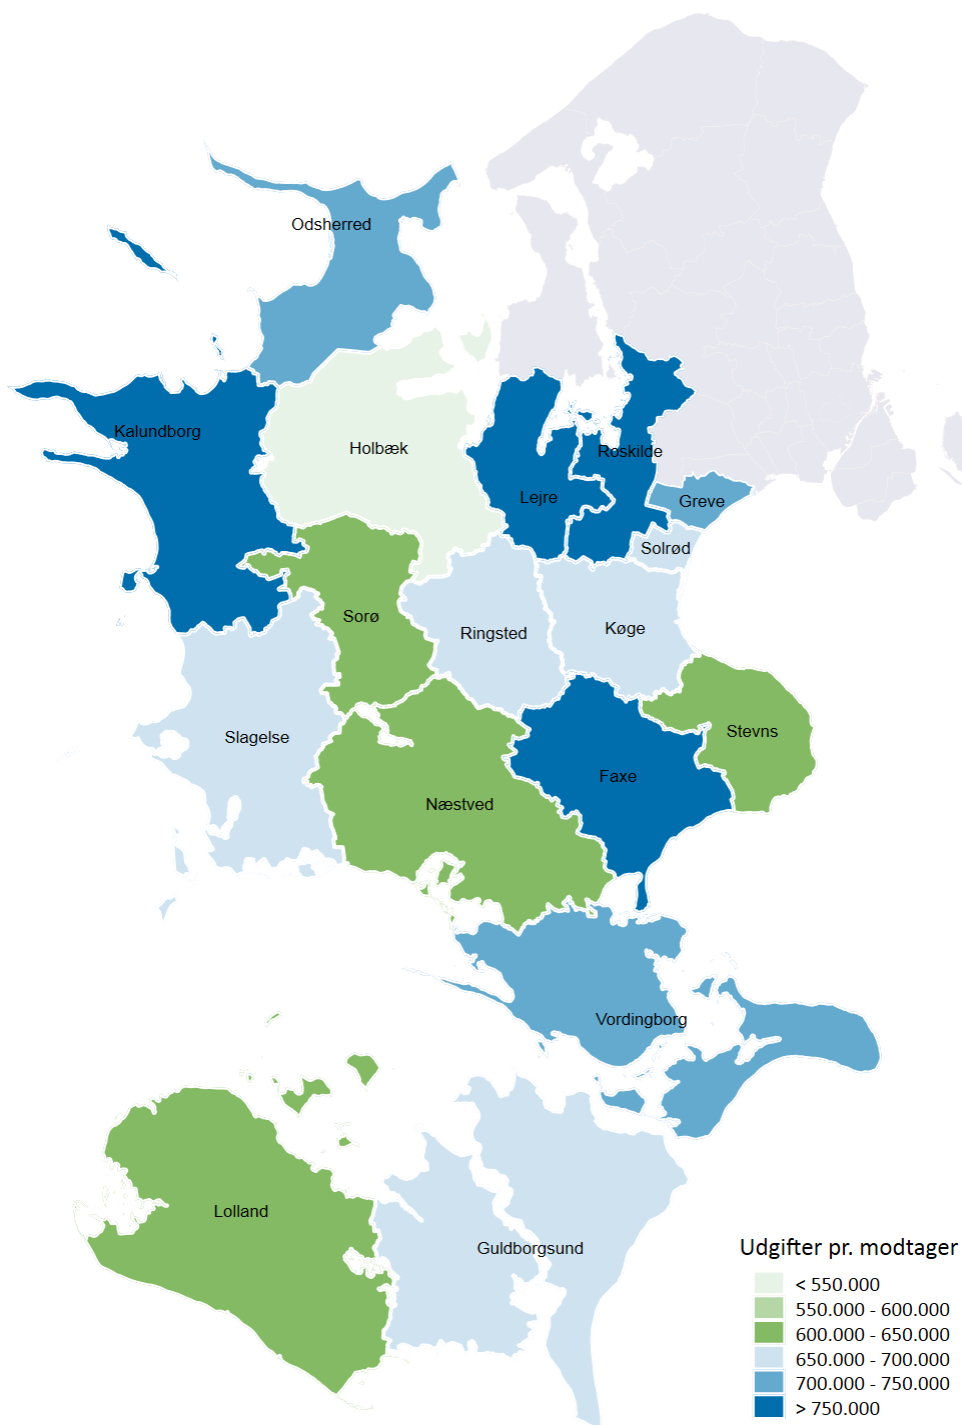 Odsherred
Kalundborg
Holbæk
Roskilde
Lejre
Greve
Solrød
Sorø
Ringsted
Køge
Slagelse
Stevns
Faxe
Næstved
Vordingborg
Lolland
Guldborgsund
Udgifter pr. modtager
< 550.000
550.000 - 600.000
600.000 - 650.000
650.000 - 700.000
700.000 - 750.000
> 750.000